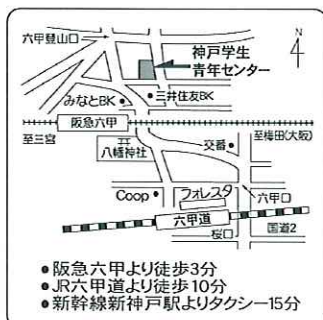 六甲登山口
神戸学生
青年センター
N
4
みなとBK
三井住友BK
阪急六甲
至三宮
八幡神社
交番
至梅田(大阪)
Coop
フォレスタ
六甲口
六甲道
桜口
国道2
●阪急六甲より徒歩3分
●JR六甲道より徒歩10分
●新幹線新神戸駅よりタクシー15分